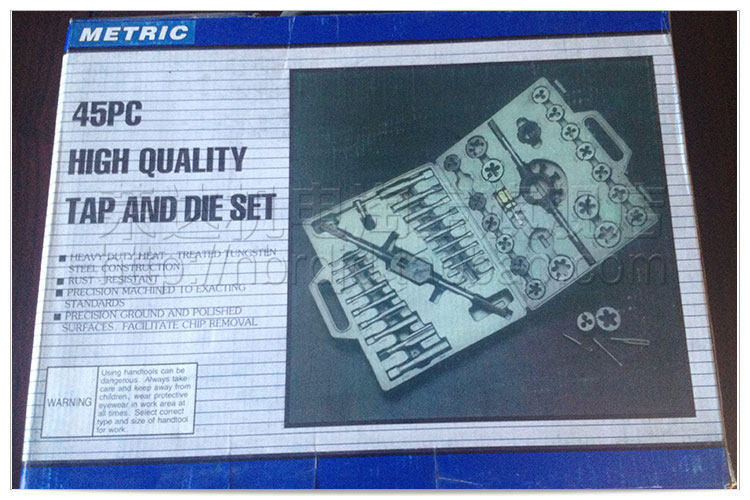 METRIC
45PC
HIGH QUALITY
TAP AND DIE SET
■ HEAVY DUTY HEAT - TREATED TUNGSTEN
STEEL CONSTRUCTION
■ RUST - RESISTANT
■ PRECISION MACHINED TO EXACTING
STANDARDS
■ PRECISION GROUND AND POLISHED
SURFACES, FACILITATE CHIP REMOVAL
WARNING
Using handtools can be
dangerous. Always take
care and keep away from
children, wear protective
eyewear in work area at
all times. Select correct
type and size of handtool
for work.